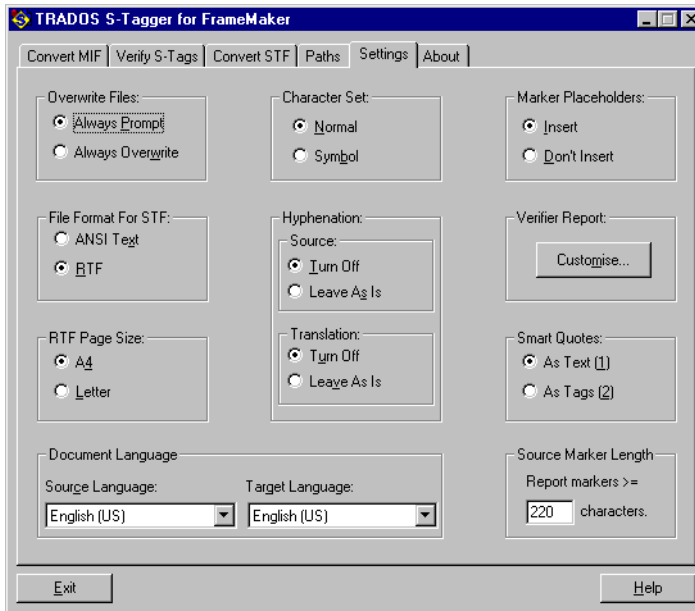 TRADOS S-Tagger for FrameMaker
Convert MIF Verify S-Tags Convert STF Paths Settings About
Overwrite Files:
Always Prompt
Always Overwrite
Character Set:
Normal
Symbol
Marker Placeholders:
Insert
Don't Insert
File Format For STF:
ANSI Text
RTF
Hyphenation:
Source:
Turn Off
Leave As Is
Translation:
Turn Off
Leave As Is
Verifier Report:
Customise...
RTF Page Size:
A4
Letter
Smart Quotes:
As Text (1)
As Tags (2)
Document Language
Source Language:
English (US)
Target Language:
English (US)
Source Marker Length
Report markers >=
220 characters.
Exit
Help